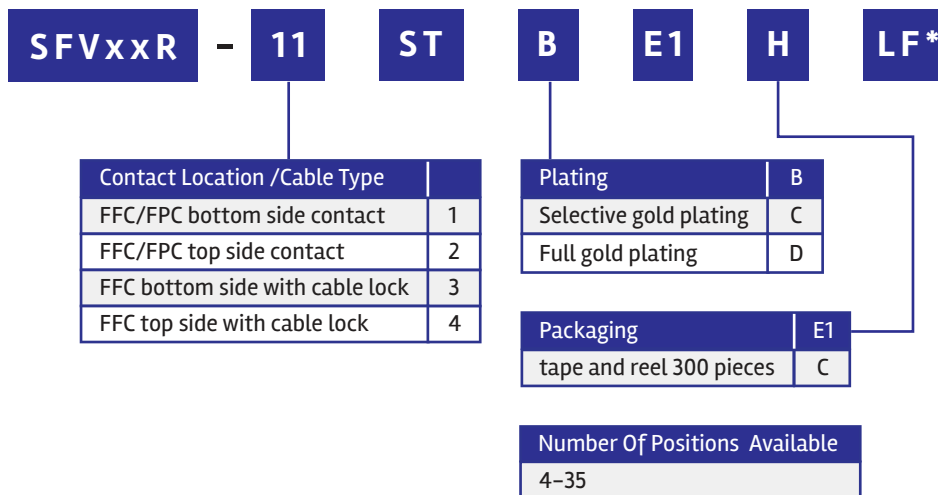 SFVxxR - 11 ST B E1 H LF*
Contact Location /Cable Type
FFC/FPC bottom side contact 1
FFC/FPC top side contact 2
FFC bottom side with cable lock 3
FFC top side with cable lock 4
Plating B
Selective gold plating C
Full gold plating D
Packaging E1
tape and reel 300 pieces C
Number Of Positions Available
4-35